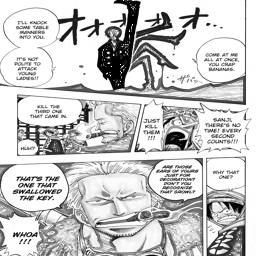 オオオオ...
I'LL KNOCK
SOME TABLE
MANNERS
INTO YOU.
IT'S NOT
POLITE TO
ATTACK
YOUNG
LADIES!!
COME AT ME
ALL AT ONCE,
YOU CRAP
BANANAS.
KILL THE
THIRD ONE
THAT CAME IN.
HUH?
JUST
KILL
THEM
!!!
SANJI,
THERE'S NO
TIME! EVERY
SECOND
COUNTS!!!
THAT'S THE
ONE THAT
SWALLOWED
THE KEY.
WHOA
!!!
ARE THOSE
EARS OF YOURS
JUST FOR
DECORATION?
DIDN'T YOU
RECOGNIZE
THAT GROWL?
WHY THAT
ONE?